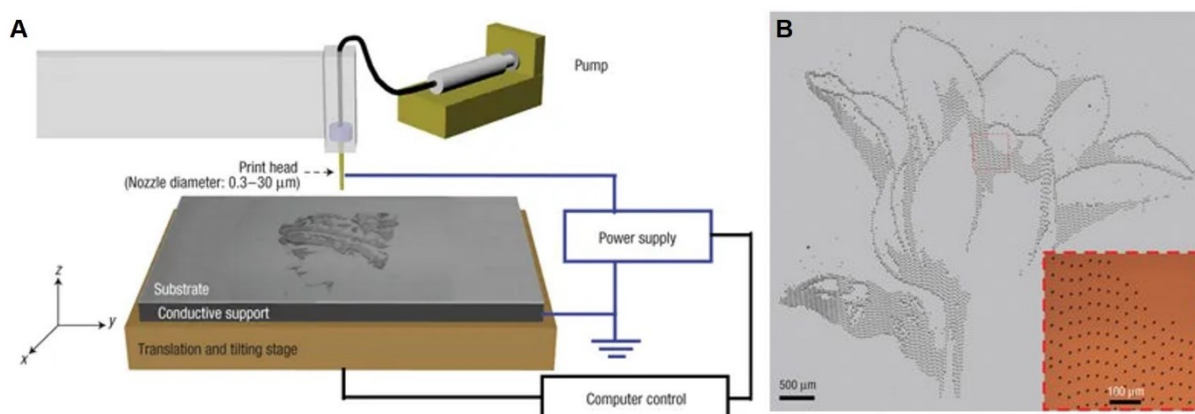 A
Pump
Print head
(Nozzle diameter: 0.3–30 μm)
Power supply
Substrate
Conductive support
Translation and tilting stage
Computer control
z
y
x
B
500 μm
100 μm